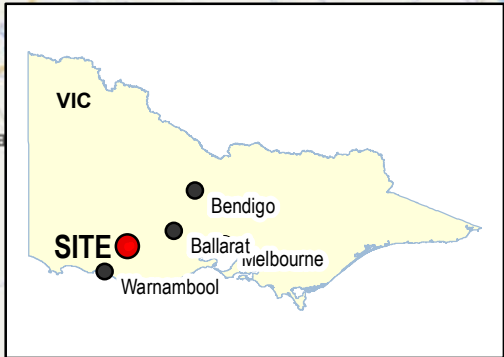 VIC
Bendigo
Ballarat
SITE
Melbourne
Warnambool